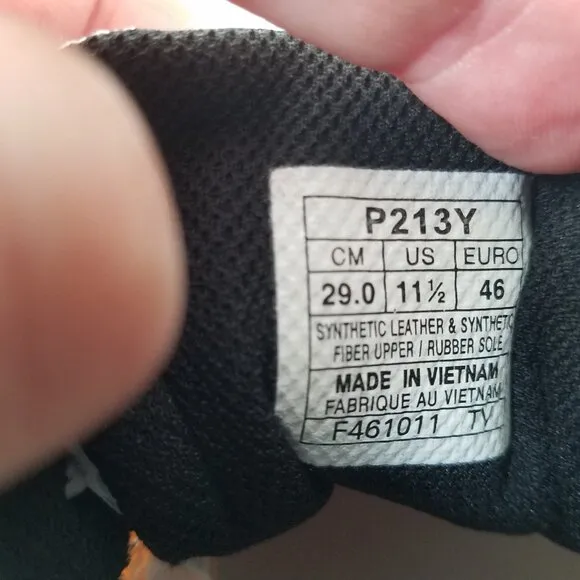 P213Y
CM US EURO
29.0 11½ 46
SYNTHETIC LEATHER & SYNTHETIC
FIBER UPPER / RUBBER SOLE
MADE IN VIETNAM
FABRIQUE AU VIETNAM
F461011 TY